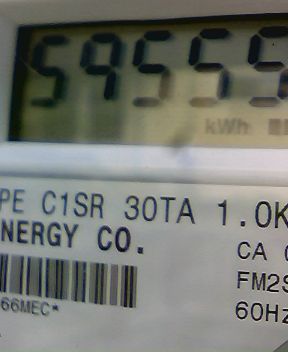 59555
kWh
PE C1SR 30TA 1.0K
NERGY CO.
CA
FM2S
66MEC*
60Hz